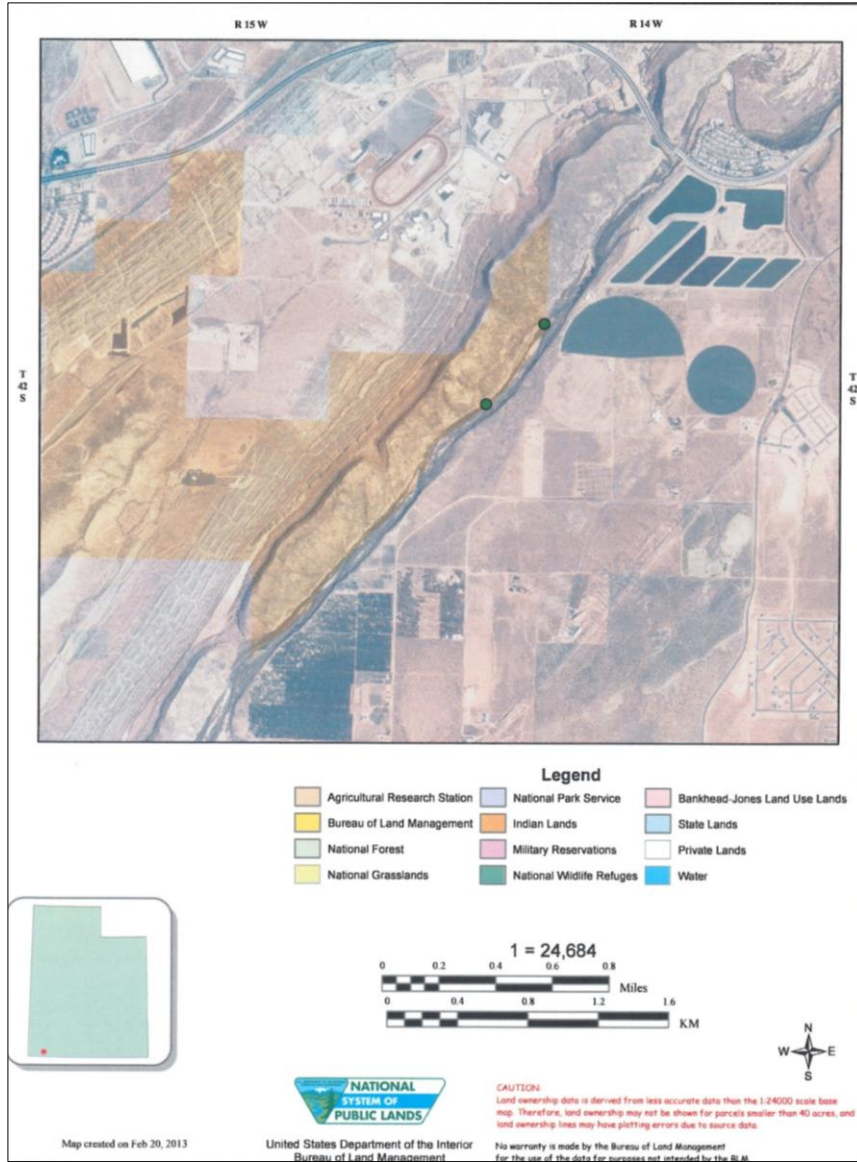 R 15 W
R 14 W
T
42
S
T
42
S
Legend
Agricultural Research Station
National Park Service
Bankhead-Jones Land Use Lands
Bureau of Land Management
Indian Lands
State Lands
National Forest
Military Reservations
Private Lands
National Grasslands
National Wildlife Refuges
Water
1 = 24,684
0 0.2 0.4 0.6 0.8
Miles
0 0.4 0.8 1.2 1.6
KM
N
W E
S
NATIONAL
SYSTEM OF
PUBLIC LANDS
CAUTION:
Land ownership data is derived from less accurate data than the 1:24000 scale base
map. Therefore, land ownership may not be shown for parcels smaller than 40 acres, and
land ownership lines may have plotting errors due to source data.
Map created on Feb 20, 2013
United States Department of the Interior
Bureau of Land Management
No warranty is made by the Bureau of Land Management
for the use of the data for purposes not intended by the BLM.